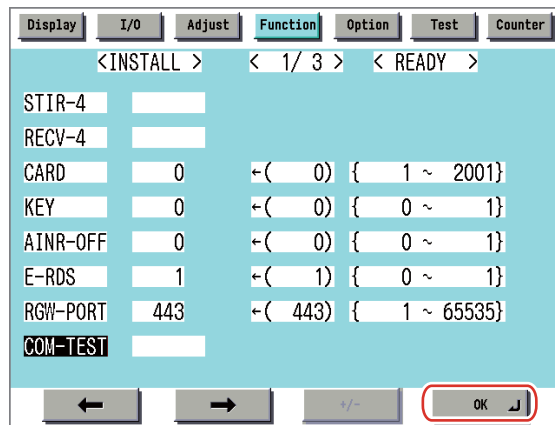 Display I/O Adjust Function Option Test Counter
<INSTALL > < 1/ 3 > < READY >
STIR-4
RECV-4
CARD 0 ←( 0) { 1 ~ 2001}
KEY 0 ←( 0) { 0 ~ 1}
AINR-OFF 0 ←( 0) { 0 ~ 1}
E-RDS 1 ←( 1) { 0 ~ 1}
RGW-PORT 443 ←( 443) { 1 ~ 65535}
COM-TEST
← → +/- OK ┛